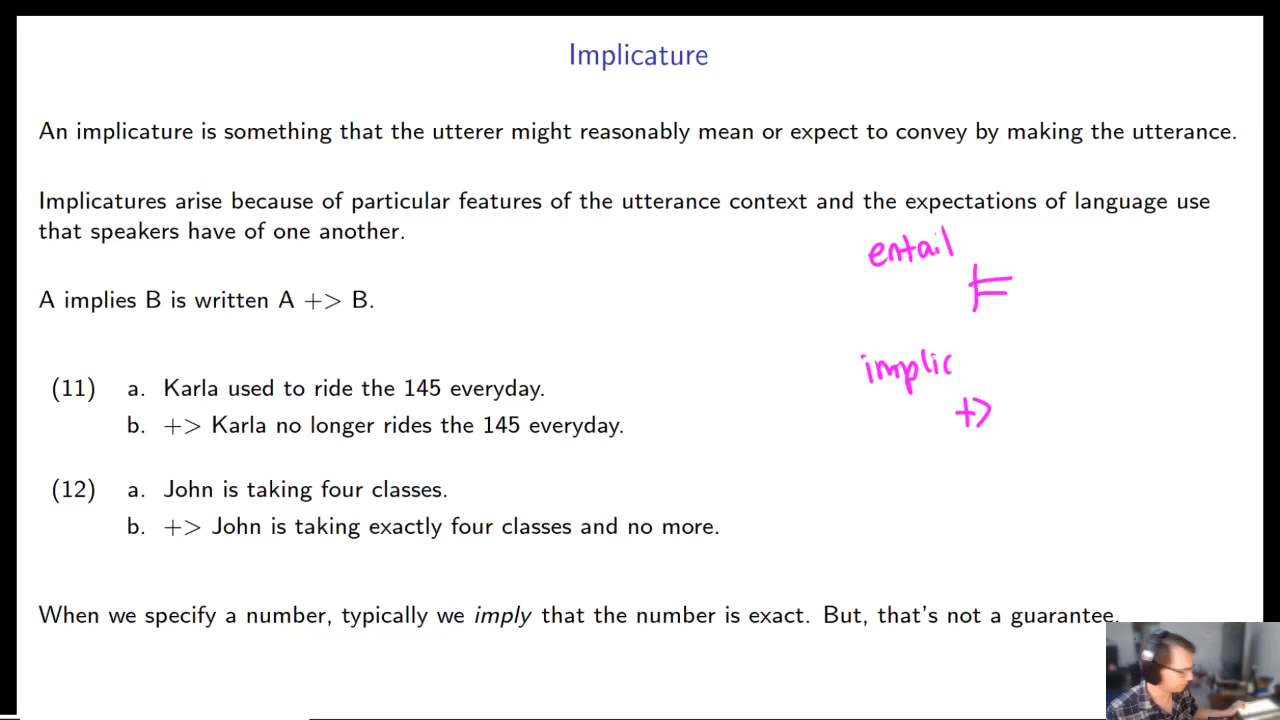 Implicature
An implicature is something that the utterer might reasonably mean or expect to convey by making the utterance.
Implicatures arise because of particular features of the utterance context and the expectations of language use
that speakers have of one another.
entail
⊨
A implies B is written A +> B.
implic
+>
(11) a. Karla used to ride the 145 everyday.
b. +> Karla no longer rides the 145 everyday.
(12) a. John is taking four classes.
b. +> John is taking exactly four classes and no more.
When we specify a number, typically we imply that the number is exact. But, that's not a guarantee.